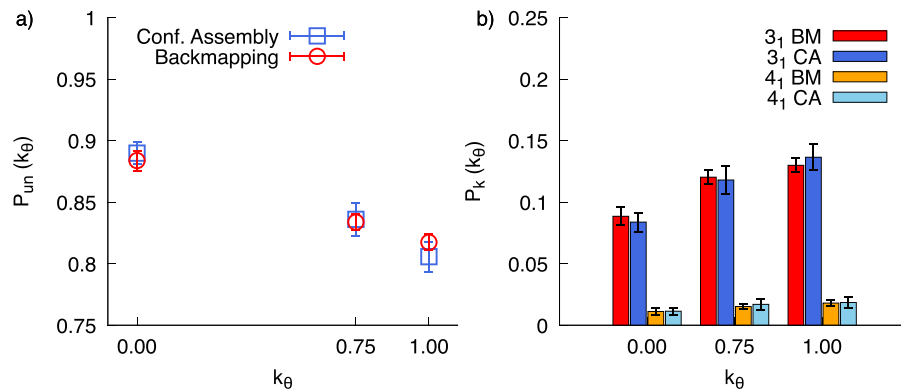 a)
Conf. Assembly
Backmapping
1
0.95
0.9
0.85
0.8
0.75
P_un (k_θ)
0.00
0.75
1.00
k_θ
b)
3_1 BM
3_1 CA
4_1 BM
4_1 CA
0.25
0.2
0.15
0.1
0.05
0
P_k (k_θ)
0.00
0.75
1.00
k_θ